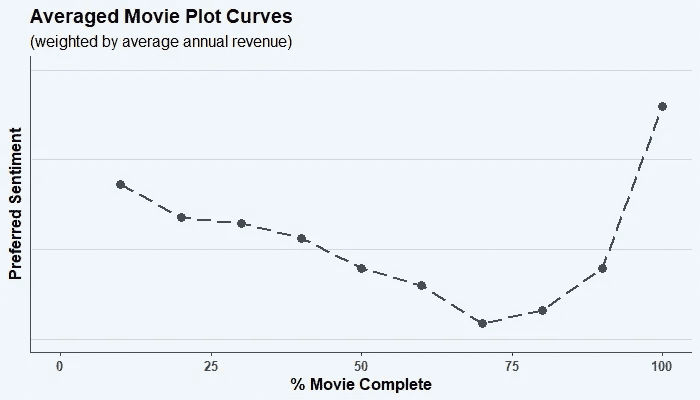 Averaged Movie Plot Curves
(weighted by average annual revenue)
Preferred Sentiment
0 25 50 75 100
% Movie Complete